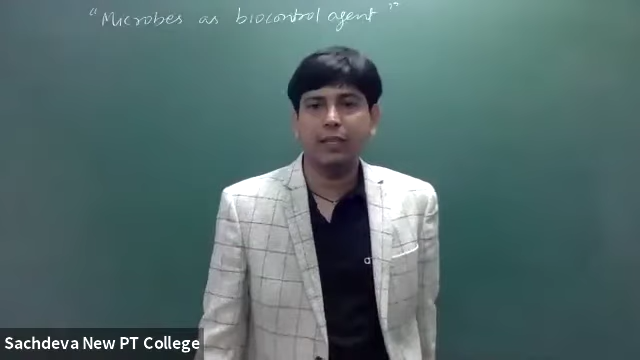 "Microbes as biocontrol agent"
Sachdeva New PT College